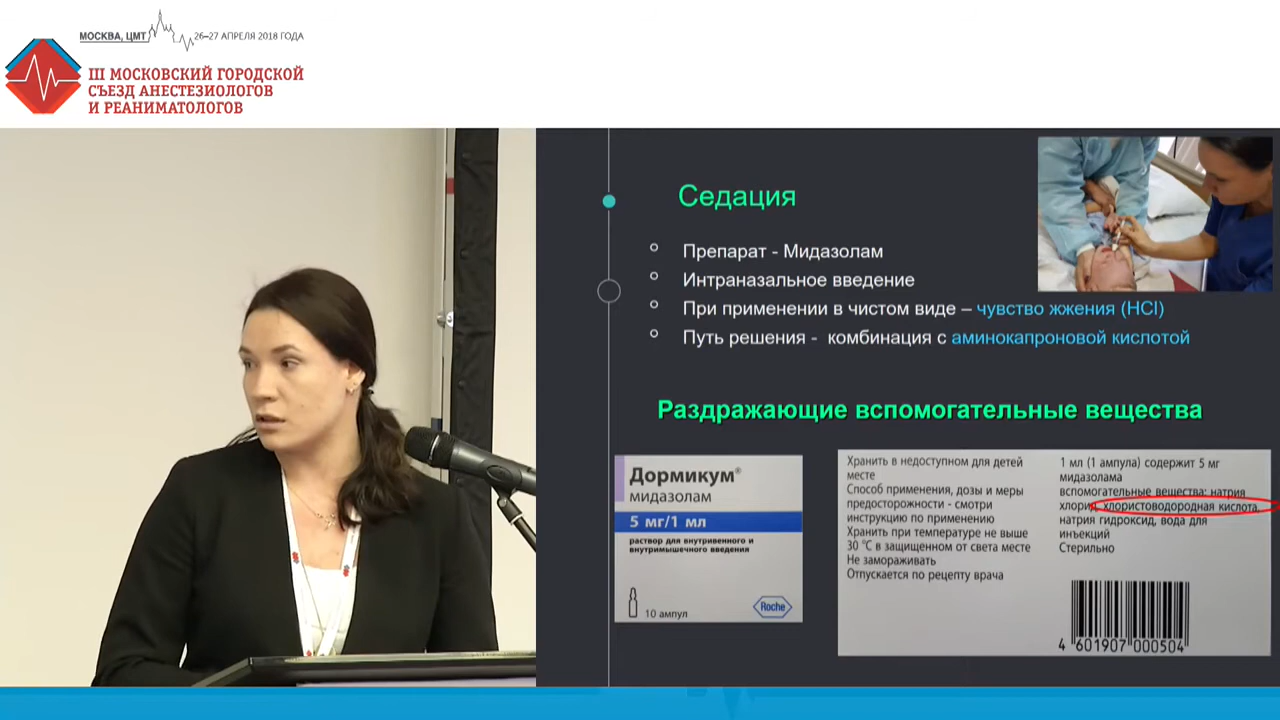 МОСКВА, ЦМТ 26–27 АПРЕЛЯ 2018 ГОДА
III МОСКОВСКИЙ ГОРОДСКОЙ
СЪЕЗД АНЕСТЕЗИОЛОГОВ
И РЕАНИМАТОЛОГОВ
Седация
Препарат - Мидазолам
Интраназальное введение
При применении в чистом виде – чувство жжения (HCl)
Путь решения - комбинация с аминокапроновой кислотой
Раздражающие вспомогательные вещества
Дормикум®
мидазолам
5 мг/1 мл
раствор для внутривенного и
внутримышечного введения
10 ампул
Roche
Хранить в недоступном для детей
месте
Способ применения, дозы и меры
предосторожности - смотри
инструкцию по применению
Хранить при температуре не выше
30 °C в защищенном от света месте
Не замораживать
Отпускается по рецепту врача
1 мл (1 ампула) содержит 5 мг
мидазолама
вспомогательные вещества: натрия
хлорид, хлористоводородная кислота,
натрия гидроксид, вода для
инъекций
Стерильно
4 601907 000504